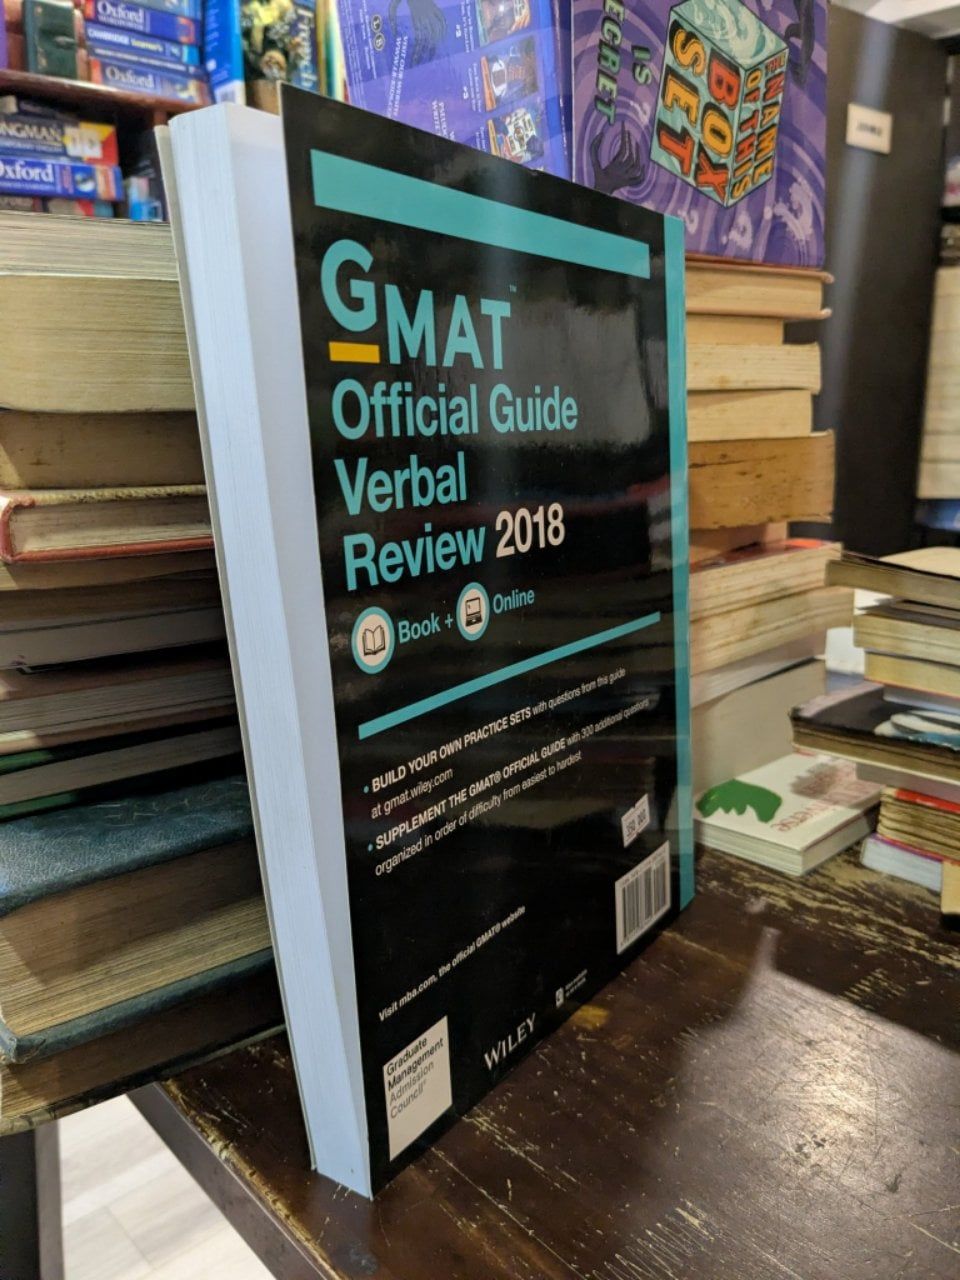 Oxford
CAMBRIDGE
Oxford
Oxford
SECRET
IS
THE NAME
OF THIS
BOX
SET
GMAT™
Official Guide
Verbal
Review 2018
Book + Online
• BUILD YOUR OWN PRACTICE SETS with questions from this guide
at gmat.wiley.com
• SUPPLEMENT THE GMAT® OFFICIAL GUIDE with 300 additional questions
organized in order of difficulty from easiest to hardest
Visit mba.com, the official GMAT® website
Graduate
Management
Admission
Council™
WILEY